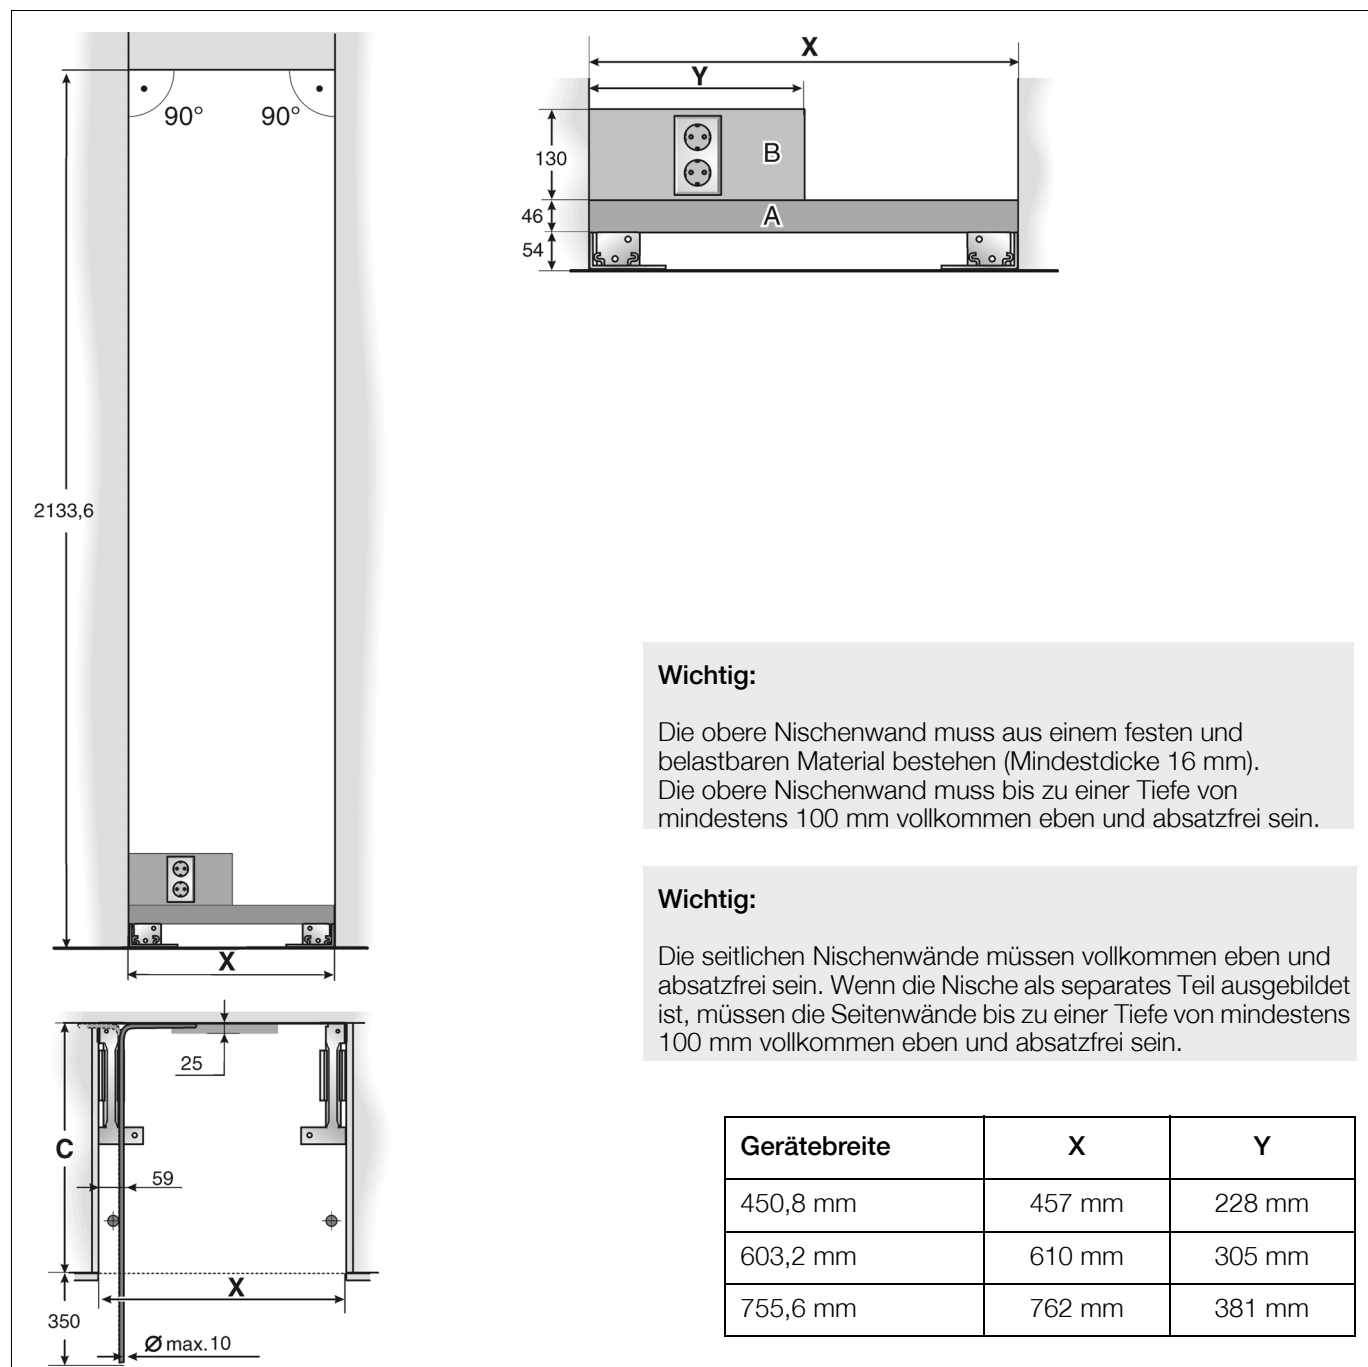 90°
90°
2133,6
X
C
25
59
X
350
Ø max.10
X
Y
130
B
46
A
54
Wichtig:
Die obere Nischenwand muss aus einem festen und
belastbaren Material bestehen (Mindestdicke 16 mm).
Die obere Nischenwand muss bis zu einer Tiefe von
mindestens 100 mm vollkommen eben und absatzfrei sein.
Wichtig:
Die seitlichen Nischenwände müssen vollkommen eben und
absatzfrei sein. Wenn die Nische als separates Teil ausgebildet
ist, müssen die Seitenwände bis zu einer Tiefe von mindestens
100 mm vollkommen eben und absatzfrei sein.
Gerätebreite X Y
450,8 mm 457 mm 228 mm
603,2 mm 610 mm 305 mm
755,6 mm 762 mm 381 mm